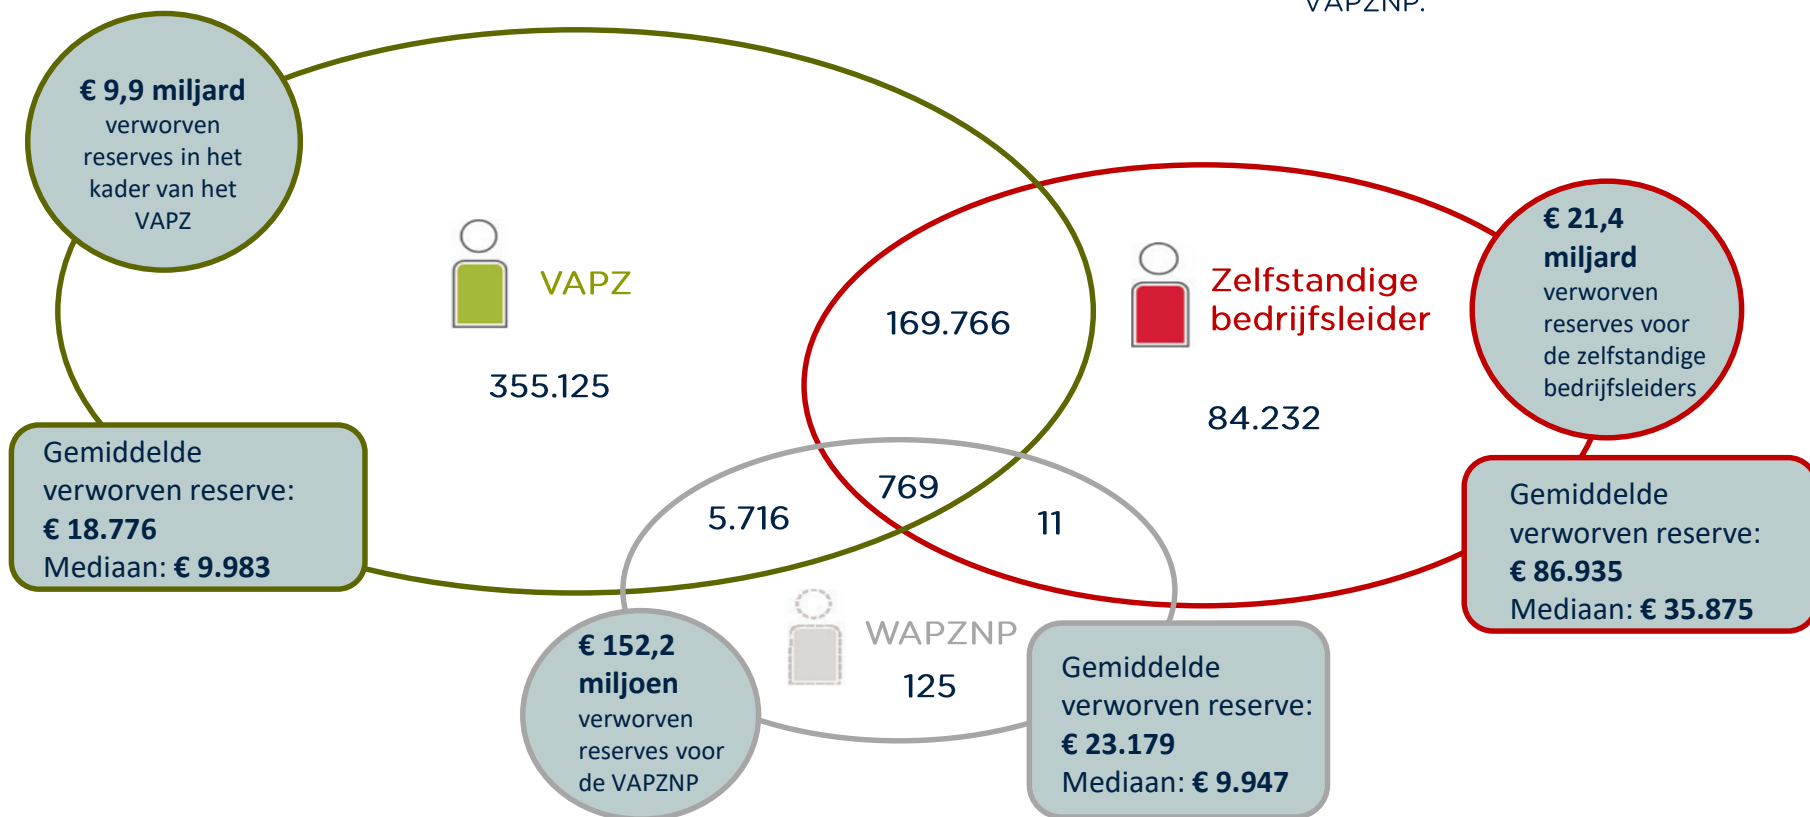 VAPZNP.
€ 9,9 miljard
verworven
reserves in het
kader van het
VAPZ
VAPZ
355.125
Gemiddelde
verworven reserve:
€ 18.776
Mediaan: € 9.983
169.766
Zelfstandige
bedrijfsleider
84.232
€ 21,4
miljard
verworven
reserves voor
de zelfstandige
bedrijfsleiders
Gemiddelde
verworven reserve:
€ 86.935
Mediaan: € 35.875
769
5.716
11
WAPZNP
125
€ 152,2
miljoen
verworven
reserves voor
de VAPZNP
Gemiddelde
verworven reserve:
€ 23.179
Mediaan: € 9.947